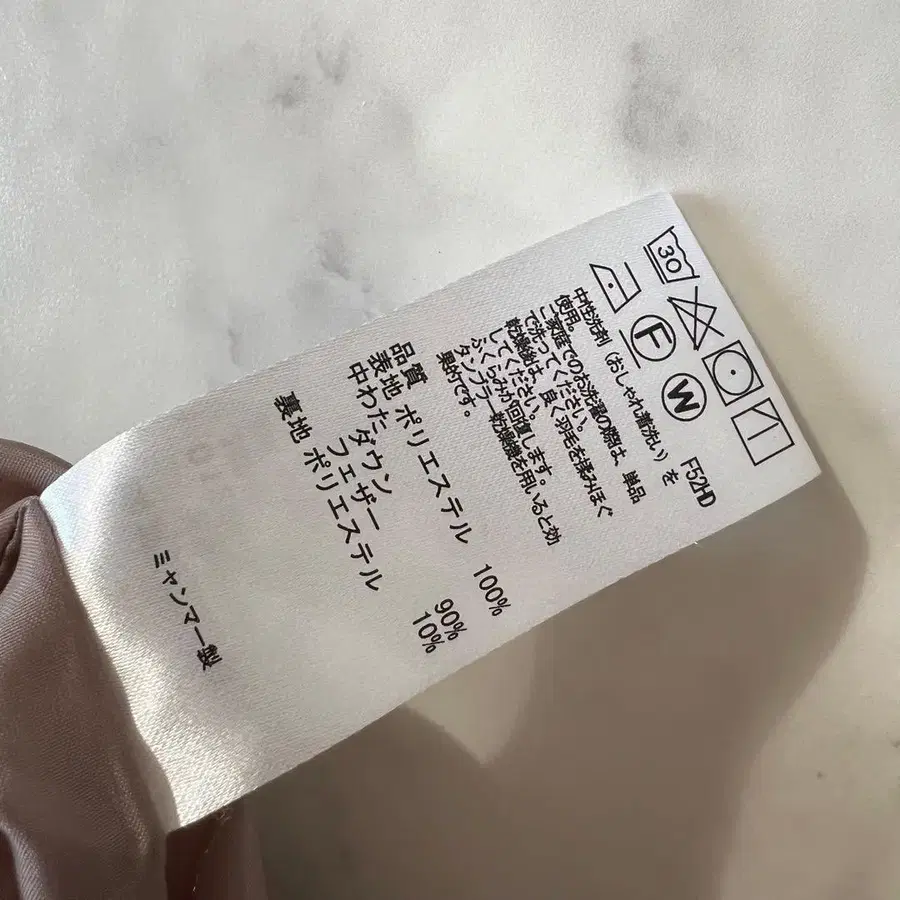 30
F W
F52HD
中性洗剤（おしゃれ着洗い）を
使用。
ご家庭でのお洗濯の際は、単品
で洗ってください。
乾燥後は、良く羽毛を揉みほぐ
してください。
ふくらみが回復します。
タンブラー乾燥機を用いると効
果的です。
品質
表地 ポリエステル 100%
中わた ダウン 90%
フェザー 10%
裏地 ポリエステル
ミャンマー製